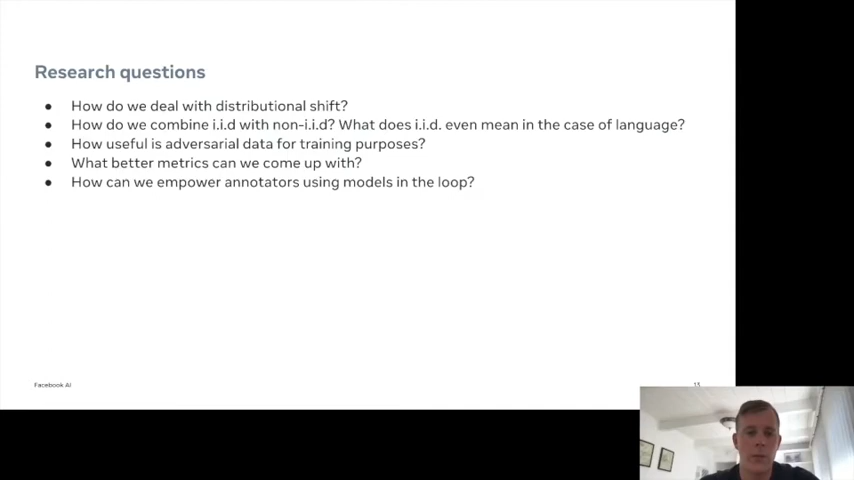 Research questions
● How do we deal with distributional shift?
● How do we combine i.i.d with non-i.i.d? What does i.i.d. even mean in the case of language?
● How useful is adversarial data for training purposes?
● What better metrics can we come up with?
● How can we empower annotators using models in the loop?
Facebook AI